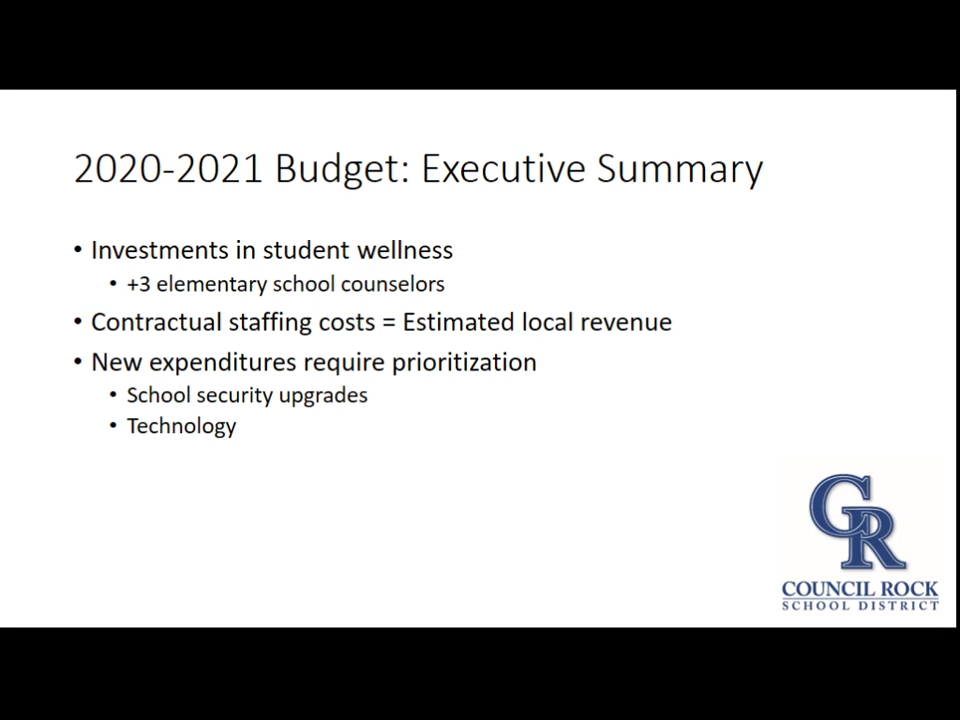 2020-2021 Budget: Executive Summary
• Investments in student wellness
• +3 elementary school counselors
• Contractual staffing costs = Estimated local revenue
• New expenditures require prioritization
• School security upgrades
• Technology
CR
COUNCIL ROCK
SCHOOL DISTRICT